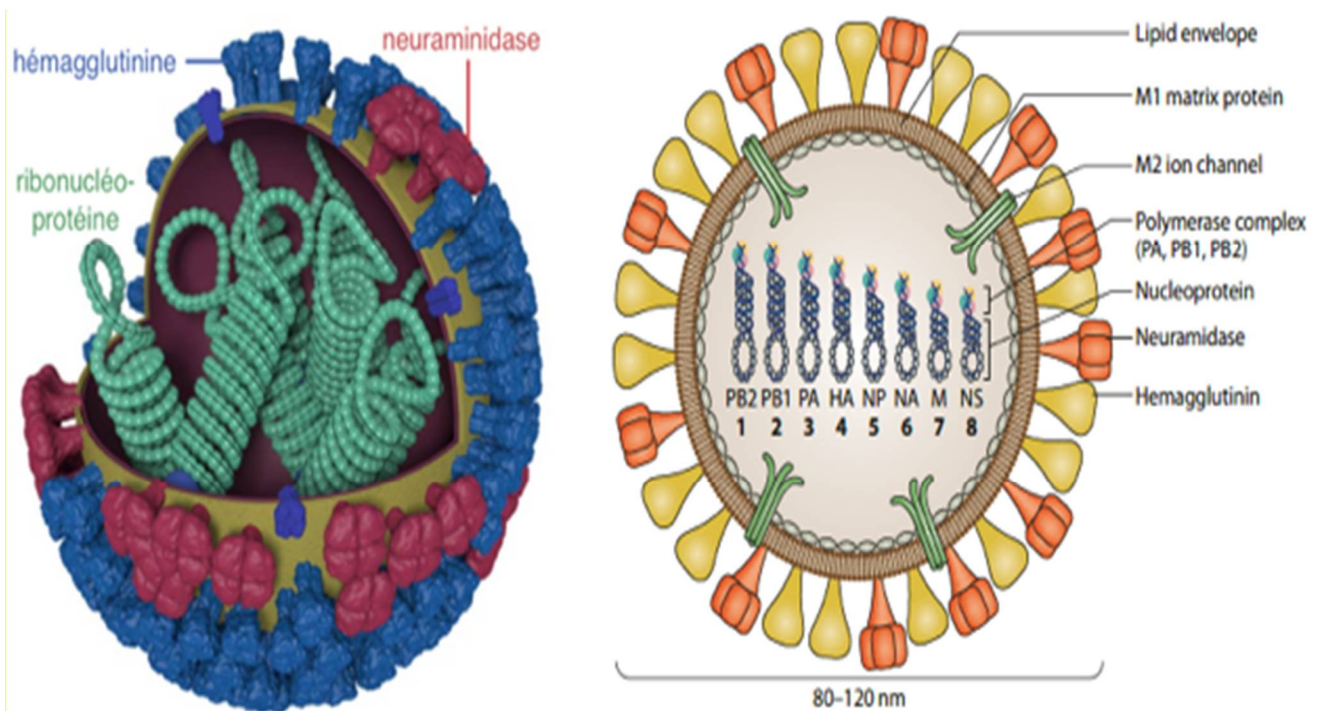 hémagglutinine
neuraminidase
ribonucléo-
protéine
Lipid envelope
M1 matrix protein
M2 ion channel
Polymerase complex
(PA, PB1, PB2)
Nucleoprotein
Neuramidase
Hemagglutinin
PB2 PB1 PA HA NP NA M NS
1 2 3 4 5 6 7 8
80–120 nm